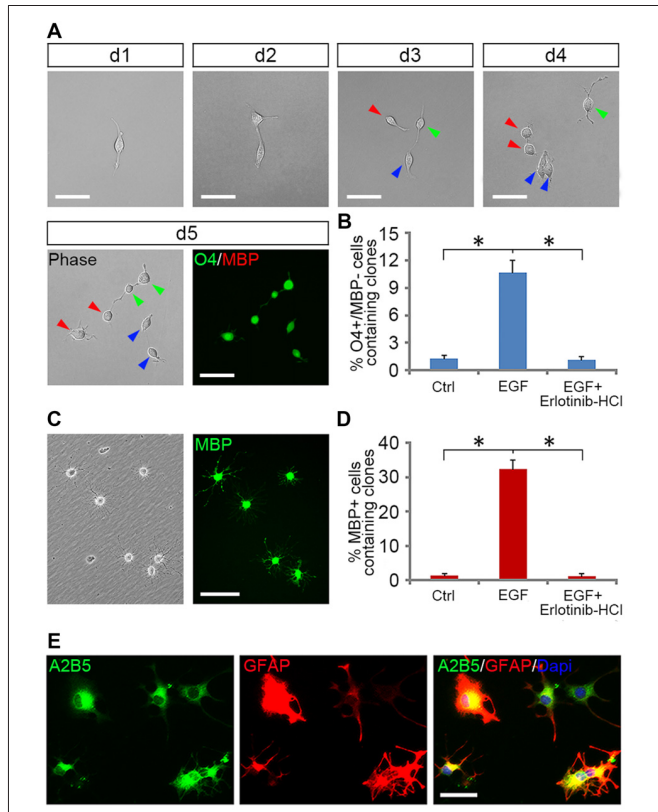 A
d1 d2 d3 d4
d5
Phase O4/MBP
B
% O4+/MBP- cells
containing clones
15
12
9
6
3
0
* *
Ctrl EGF EGF+
Erlotinib-HCl
C
MBP
D
% MBP+ cells
containing clones
40
30
20
10
0
* *
Ctrl EGF EGF+
Erlotinib-HCl
E
A2B5 GFAP A2B5/GFAP/Dapi